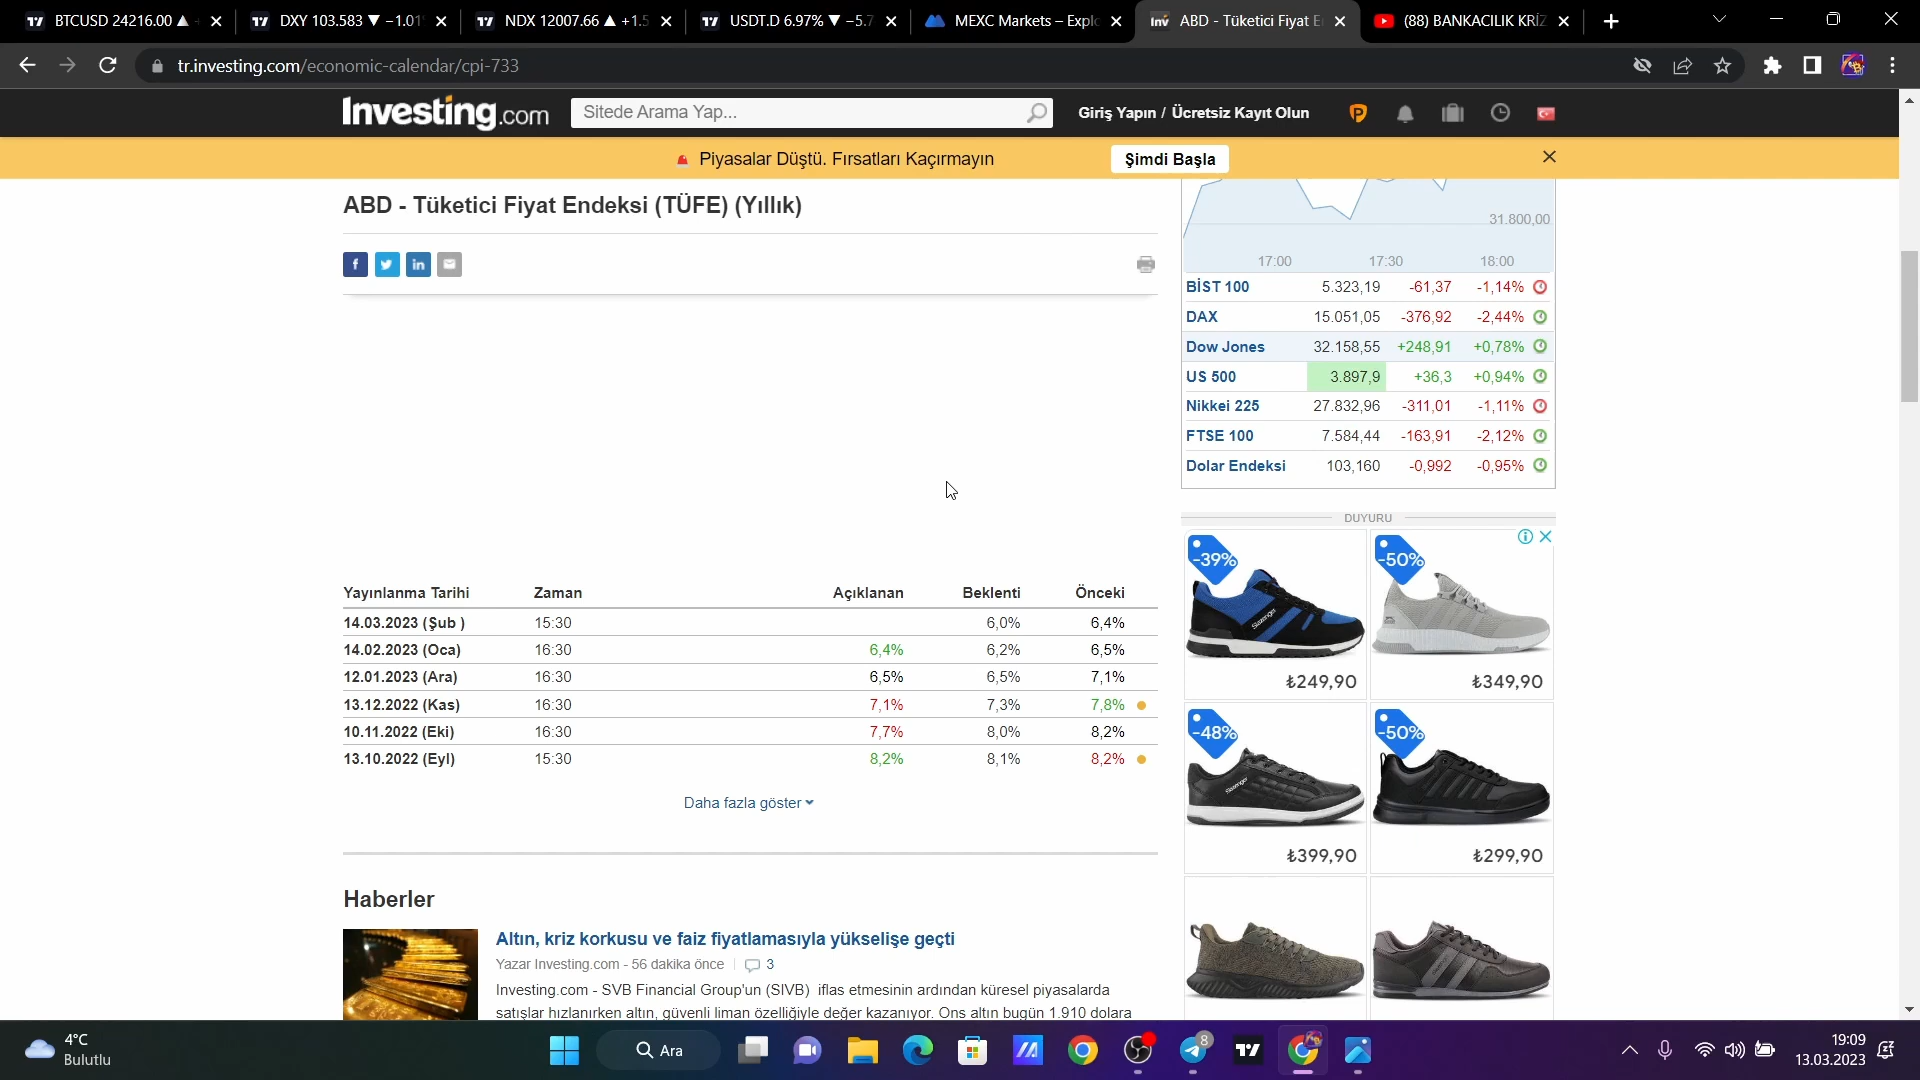 BTCUSD 24216.00 ▲
DXY 103.583 ▼ −1.01
NDX 12007.66 ▲ +1.5
USDT.D 6.97% ▼ −5.7
MEXC Markets – Expl
ABD - Tüketici Fiyat E
(88) BANKACILIK KRİZ
tr.investing.com/economic-calendar/cpi-733
Investing.com
Sitede Arama Yap...
Giriş Yapın / Ücretsiz Kayıt Olun
Piyasalar Düştü. Fırsatları Kaçırmayın
Şimdi Başla
ABD - Tüketici Fiyat Endeksi (TÜFE) (Yıllık)
31.800,00
17:00 17:30 18:00
BİST 100 5.323,19 -61,37 -1,14%
DAX 15.051,05 -376,92 -2,44%
Dow Jones 32.158,55 +248,91 +0,78%
US 500 3.897,9 +36,3 +0,94%
Nikkei 225 27.832,96 -311,01 -1,11%
FTSE 100 7.584,44 -163,91 -2,12%
Dolar Endeksi 103,160 -0,992 -0,95%
DUYURU
-39% -50%
₺249,90 ₺349,90
-48% -50%
₺399,90 ₺299,90
Yayınlanma Tarihi Zaman Açıklanan Beklenti Önceki
14.03.2023 (Şub ) 15:30 6,0% 6,4%
14.02.2023 (Oca) 16:30 6,4% 6,2% 6,5%
12.01.2023 (Ara) 16:30 6,5% 6,5% 7,1%
13.12.2022 (Kas) 16:30 7,1% 7,3% 7,8%
10.11.2022 (Eki) 16:30 7,7% 8,0% 8,2%
13.10.2022 (Eyl) 15:30 8,2% 8,1% 8,2%
Daha fazla göster
Haberler
Altın, kriz korkusu ve faiz fiyatlamasıyla yükselişe geçti
Yazar Investing.com - 56 dakika önce 3
Investing.com - SVB Financial Group'un (SIVB) iflas etmesinin ardından küresel piyasalarda
satışlar hızlanırken altın, güvenli liman özelliğiyle değer kazanıyor. Ons altın bugün 1.910 dolara
4°C
Bulutlu
Ara
8
19:09
13.03.2023